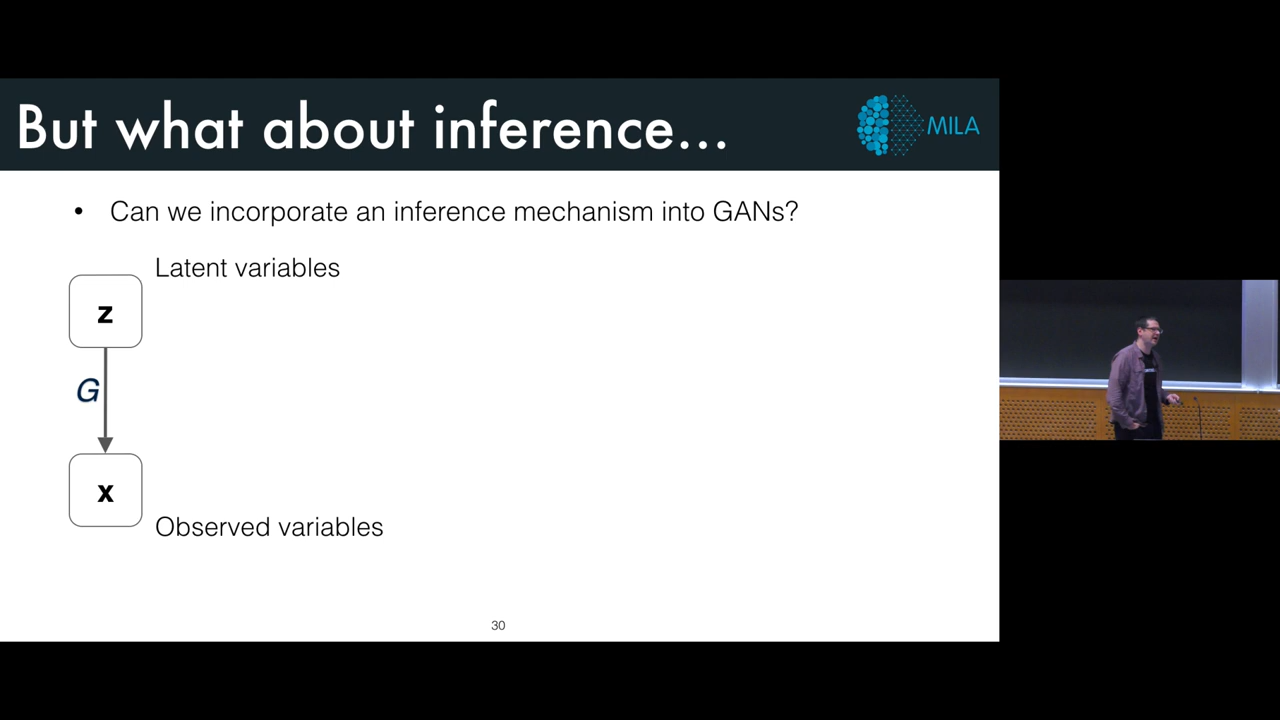 But what about inference...
MILA
• Can we incorporate an inference mechanism into GANs?
Latent variables
z
G
x
Observed variables
30